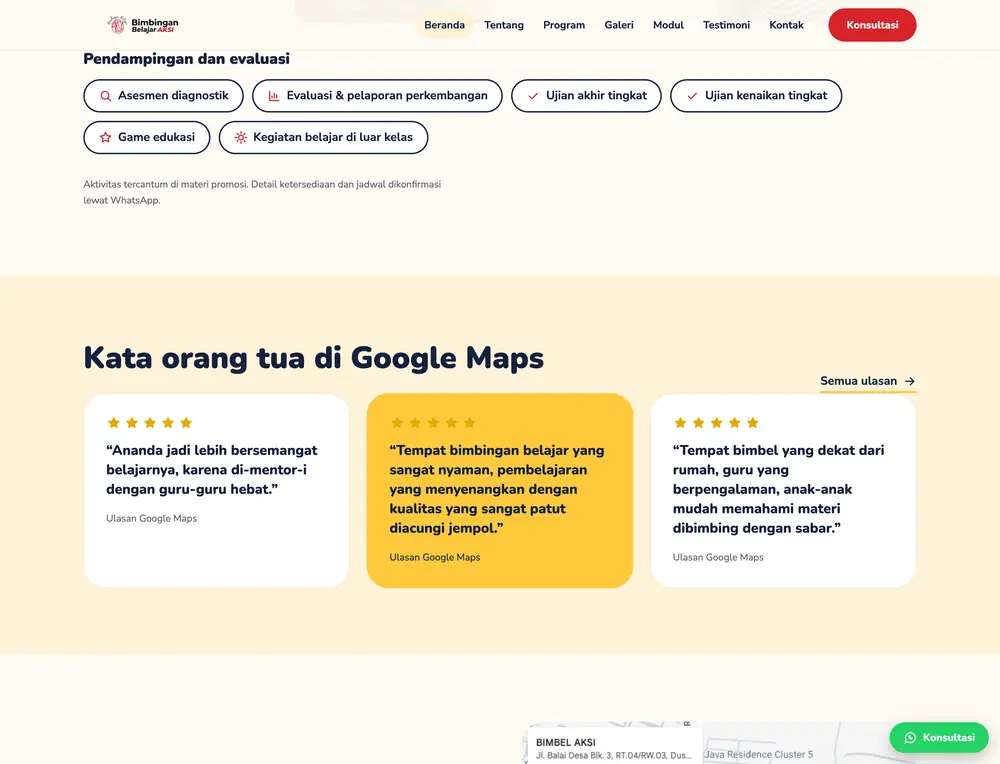 Bimbingan
Belajar AKSI
Beranda
Tentang
Program
Galeri
Modul
Testimoni
Kontak
Konsultasi
Pendampingan dan evaluasi
Asesmen diagnostik
Evaluasi & pelaporan perkembangan
Ujian akhir tingkat
Ujian kenaikan tingkat
Game edukasi
Kegiatan belajar di luar kelas
Aktivitas tercantum di materi promosi. Detail ketersediaan dan jadwal dikonfirmasi
lewat WhatsApp.
Kata orang tua di Google Maps
Semua ulasan →
“Ananda jadi lebih bersemangat
belajarnya, karena di-mentor-i
dengan guru-guru hebat.”
Ulasan Google Maps
“Tempat bimbingan belajar yang
sangat nyaman, pembelajaran
yang menyenangkan dengan
kualitas yang sangat patut
diacungi jempol.”
Ulasan Google Maps
“Tempat bimbel yang dekat dari
rumah, guru yang
berpengalaman, anak-anak
mudah memahami materi
dibimbing dengan sabar.”
Ulasan Google Maps
BIMBEL AKSI
Jl. Balai Desa Blk. 3, RT.04/RW.03, Dus...
Java Residence Cluster 5
Konsultasi